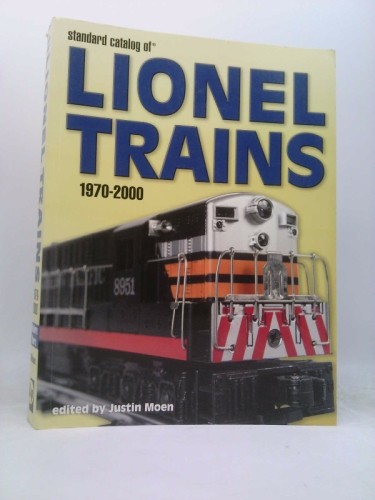 standard catalog of®
LIONEL
TRAINS
1970-2000
8951
edited by Justin Moen